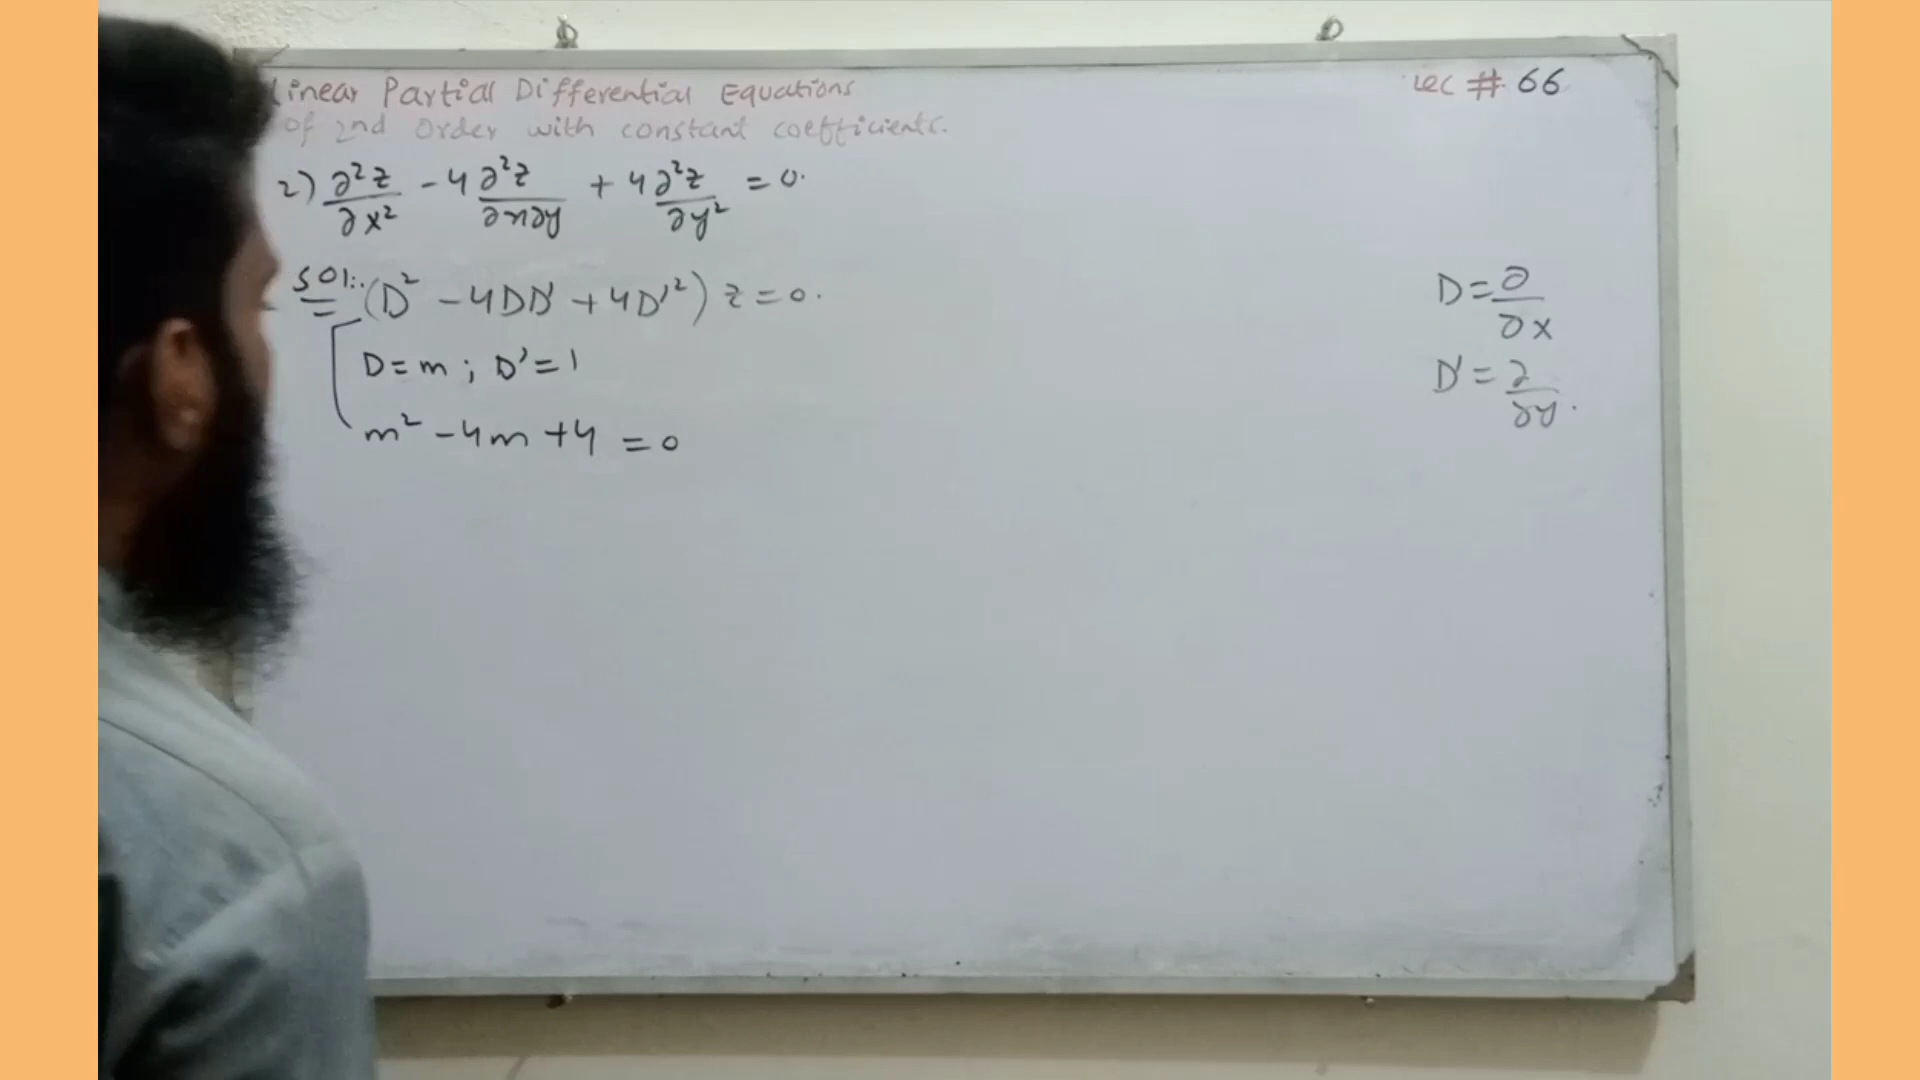 Linear Partial Differential Equations
Lec # 66
of 2nd order with constant coefficients.
2) ∂²z/∂x² - 4 ∂²z/∂x∂y + 4 ∂²z/∂y² = 0.
Sol:. (D² - 4DD' + 4D'²) z = 0.
D = m ; D' = 1
m² - 4m + 4 = 0
D = ∂/∂x
D' = ∂/∂y.